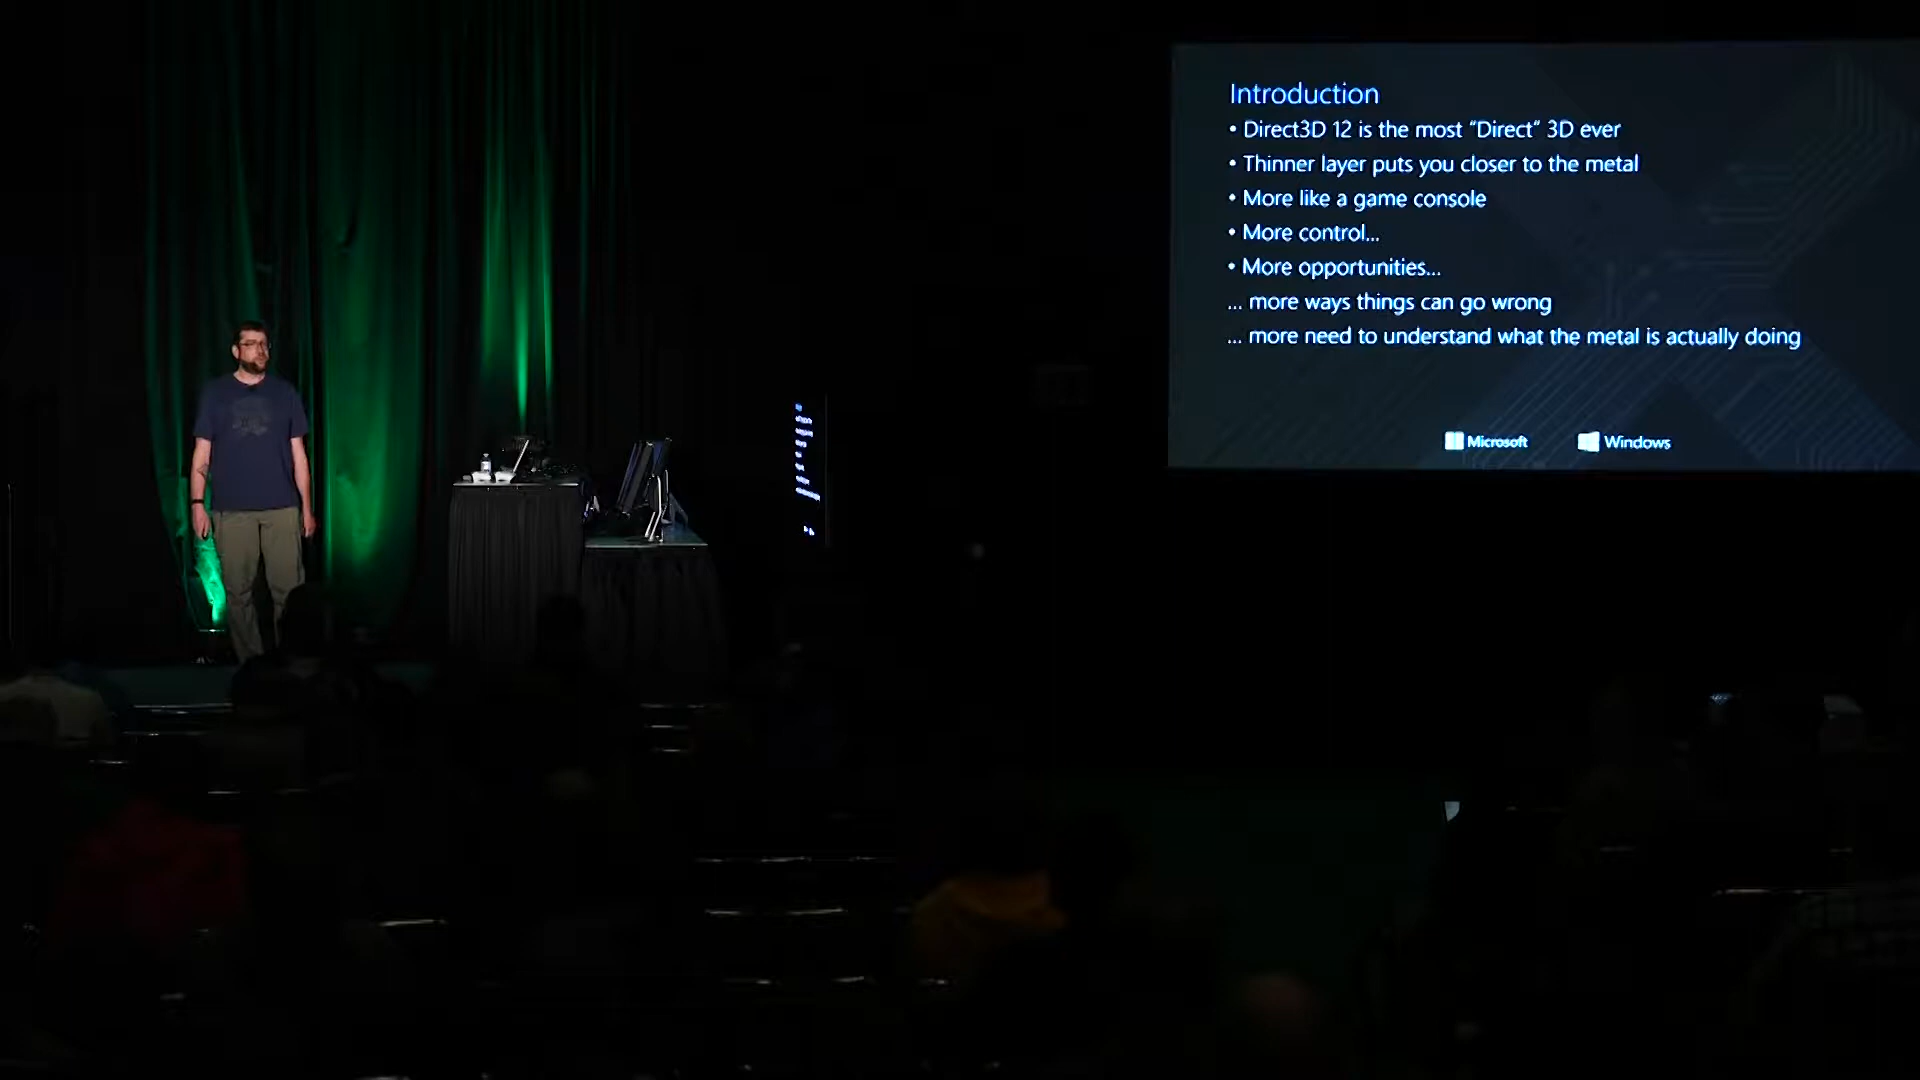 Introduction
• Direct3D 12 is the most “Direct” 3D ever
• Thinner layer puts you closer to the metal
• More like a game console
• More control...
• More opportunities...
... more ways things can go wrong
... more need to understand what the metal is actually doing
Microsoft Windows